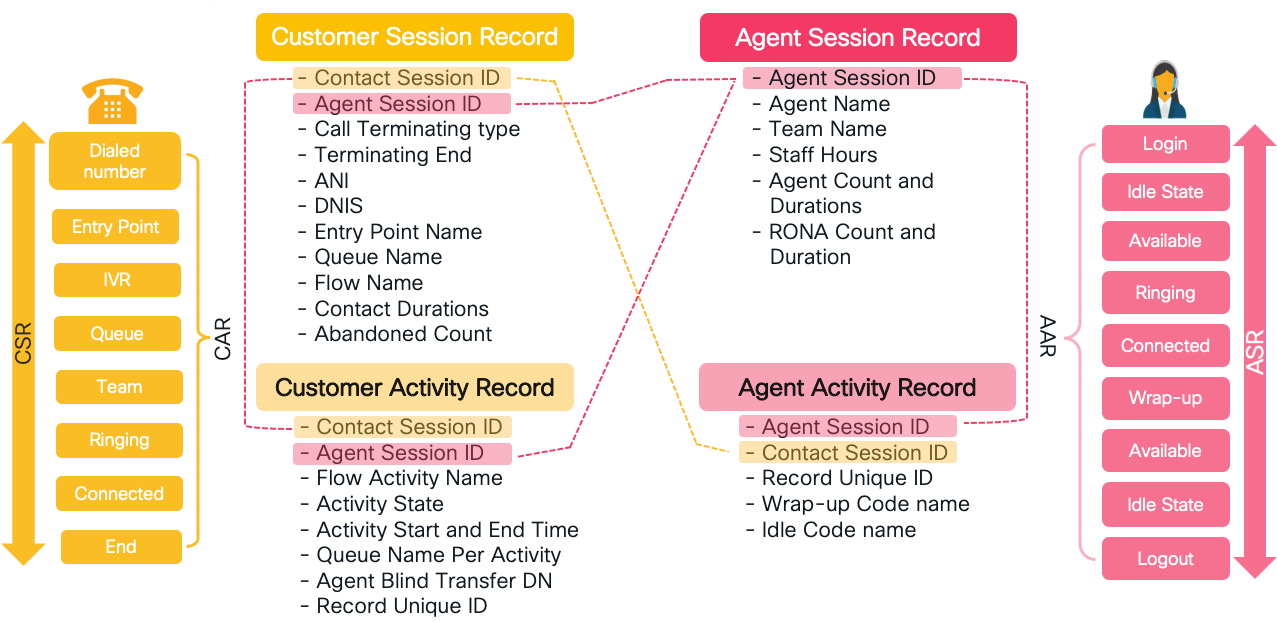 Customer Session Record
- Contact Session ID
- Agent Session ID
- Call Terminating type
- Terminating End
- ANI
- DNIS
- Entry Point Name
- Queue Name
- Flow Name
- Contact Durations
- Abandoned Count
Agent Session Record
- Agent Session ID
- Agent Name
- Team Name
- Staff Hours
- Agent Count and
Durations
- RONA Count and
Duration
CSR
Dialed
number
Entry Point
IVR
Queue
Team
Ringing
Connected
End
CAR
Customer Activity Record
- Contact Session ID
- Agent Session ID
- Flow Activity Name
- Activity State
- Activity Start and End Time
- Queue Name Per Activity
- Agent Blind Transfer DN
- Record Unique ID
Agent Activity Record
- Agent Session ID
- Contact Session ID
- Record Unique ID
- Wrap-up Code name
- Idle Code name
AAR
Login
Idle State
Available
Ringing
Connected
Wrap-up
Available
Idle State
Logout
ASR